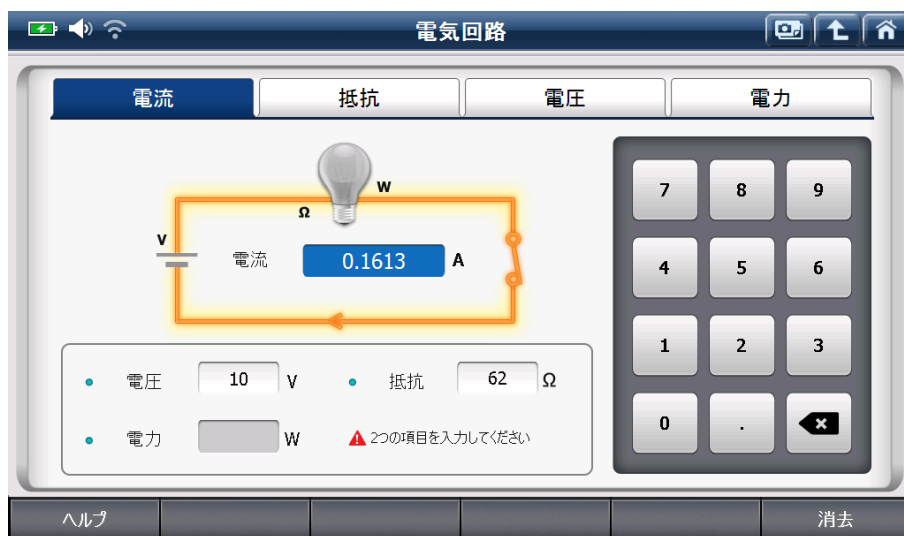 電気回路
電流 抵抗 電圧 電力
W
Ω
V
電流 0.1613 A
7 8 9
4 5 6
1 2 3
0 .
電圧 10 V 抵抗 62 Ω
電力 W 2つの項目を入力してください
ヘルプ 消去